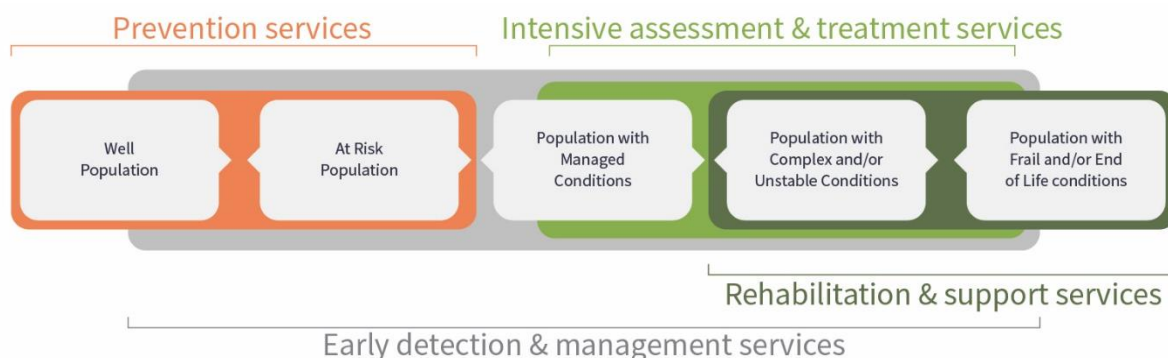 Prevention services
Intensive assessment & treatment services
Well
Population
At Risk
Population
Population with
Managed
Conditions
Population with
Complex and/or
Unstable Conditions
Population with
Frail and/or End
of Life conditions
Rehabilitation & support services
Early detection & management services